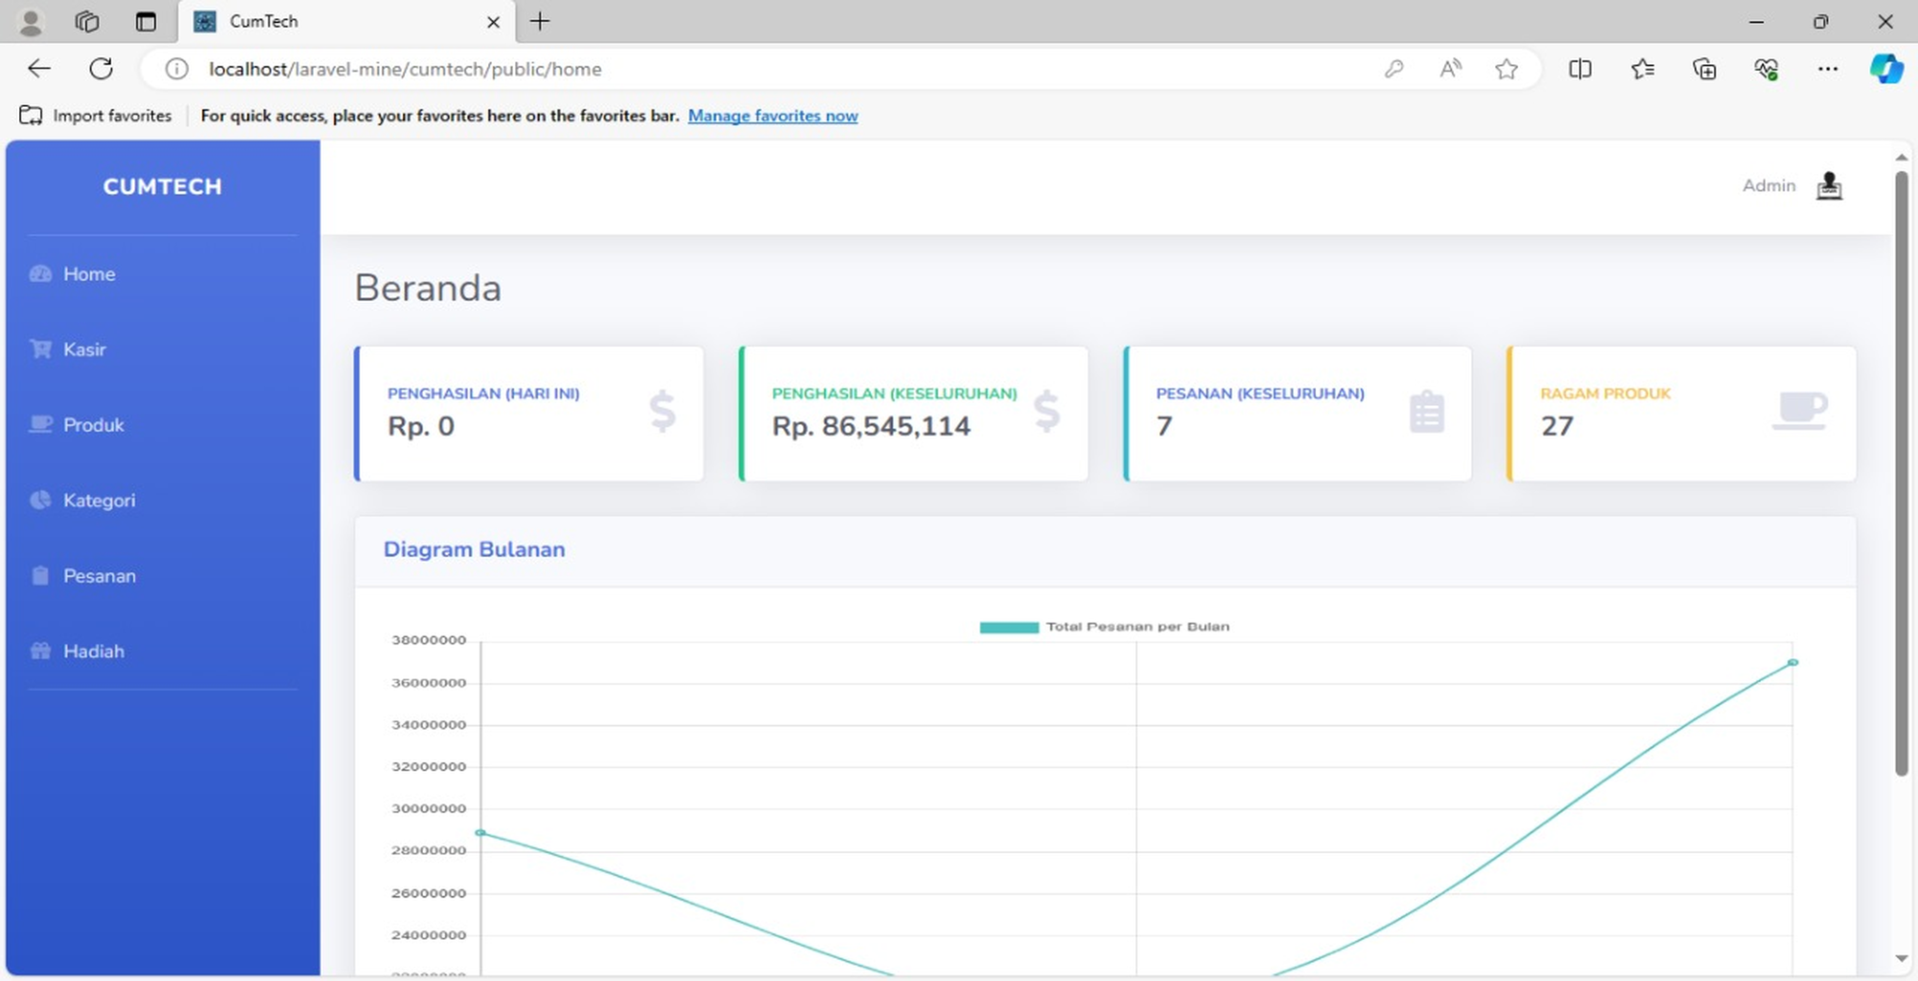 CumTech
localhost/laravel-mine/cumtech/public/home
Import favorites
For quick access, place your favorites here on the favorites bar. Manage favorites now
CUMTECH
Admin
Home
Kasir
Produk
Kategori
Pesanan
Hadiah
Beranda
PENGHASILAN (HARI INI)
Rp. 0
PENGHASILAN (KESELURUHAN)
Rp. 86,545,114
PESANAN (KESELURUHAN)
7
RAGAM PRODUK
27
Diagram Bulanan
Total Pesanan per Bulan
38000000
36000000
34000000
32000000
30000000
28000000
26000000
24000000